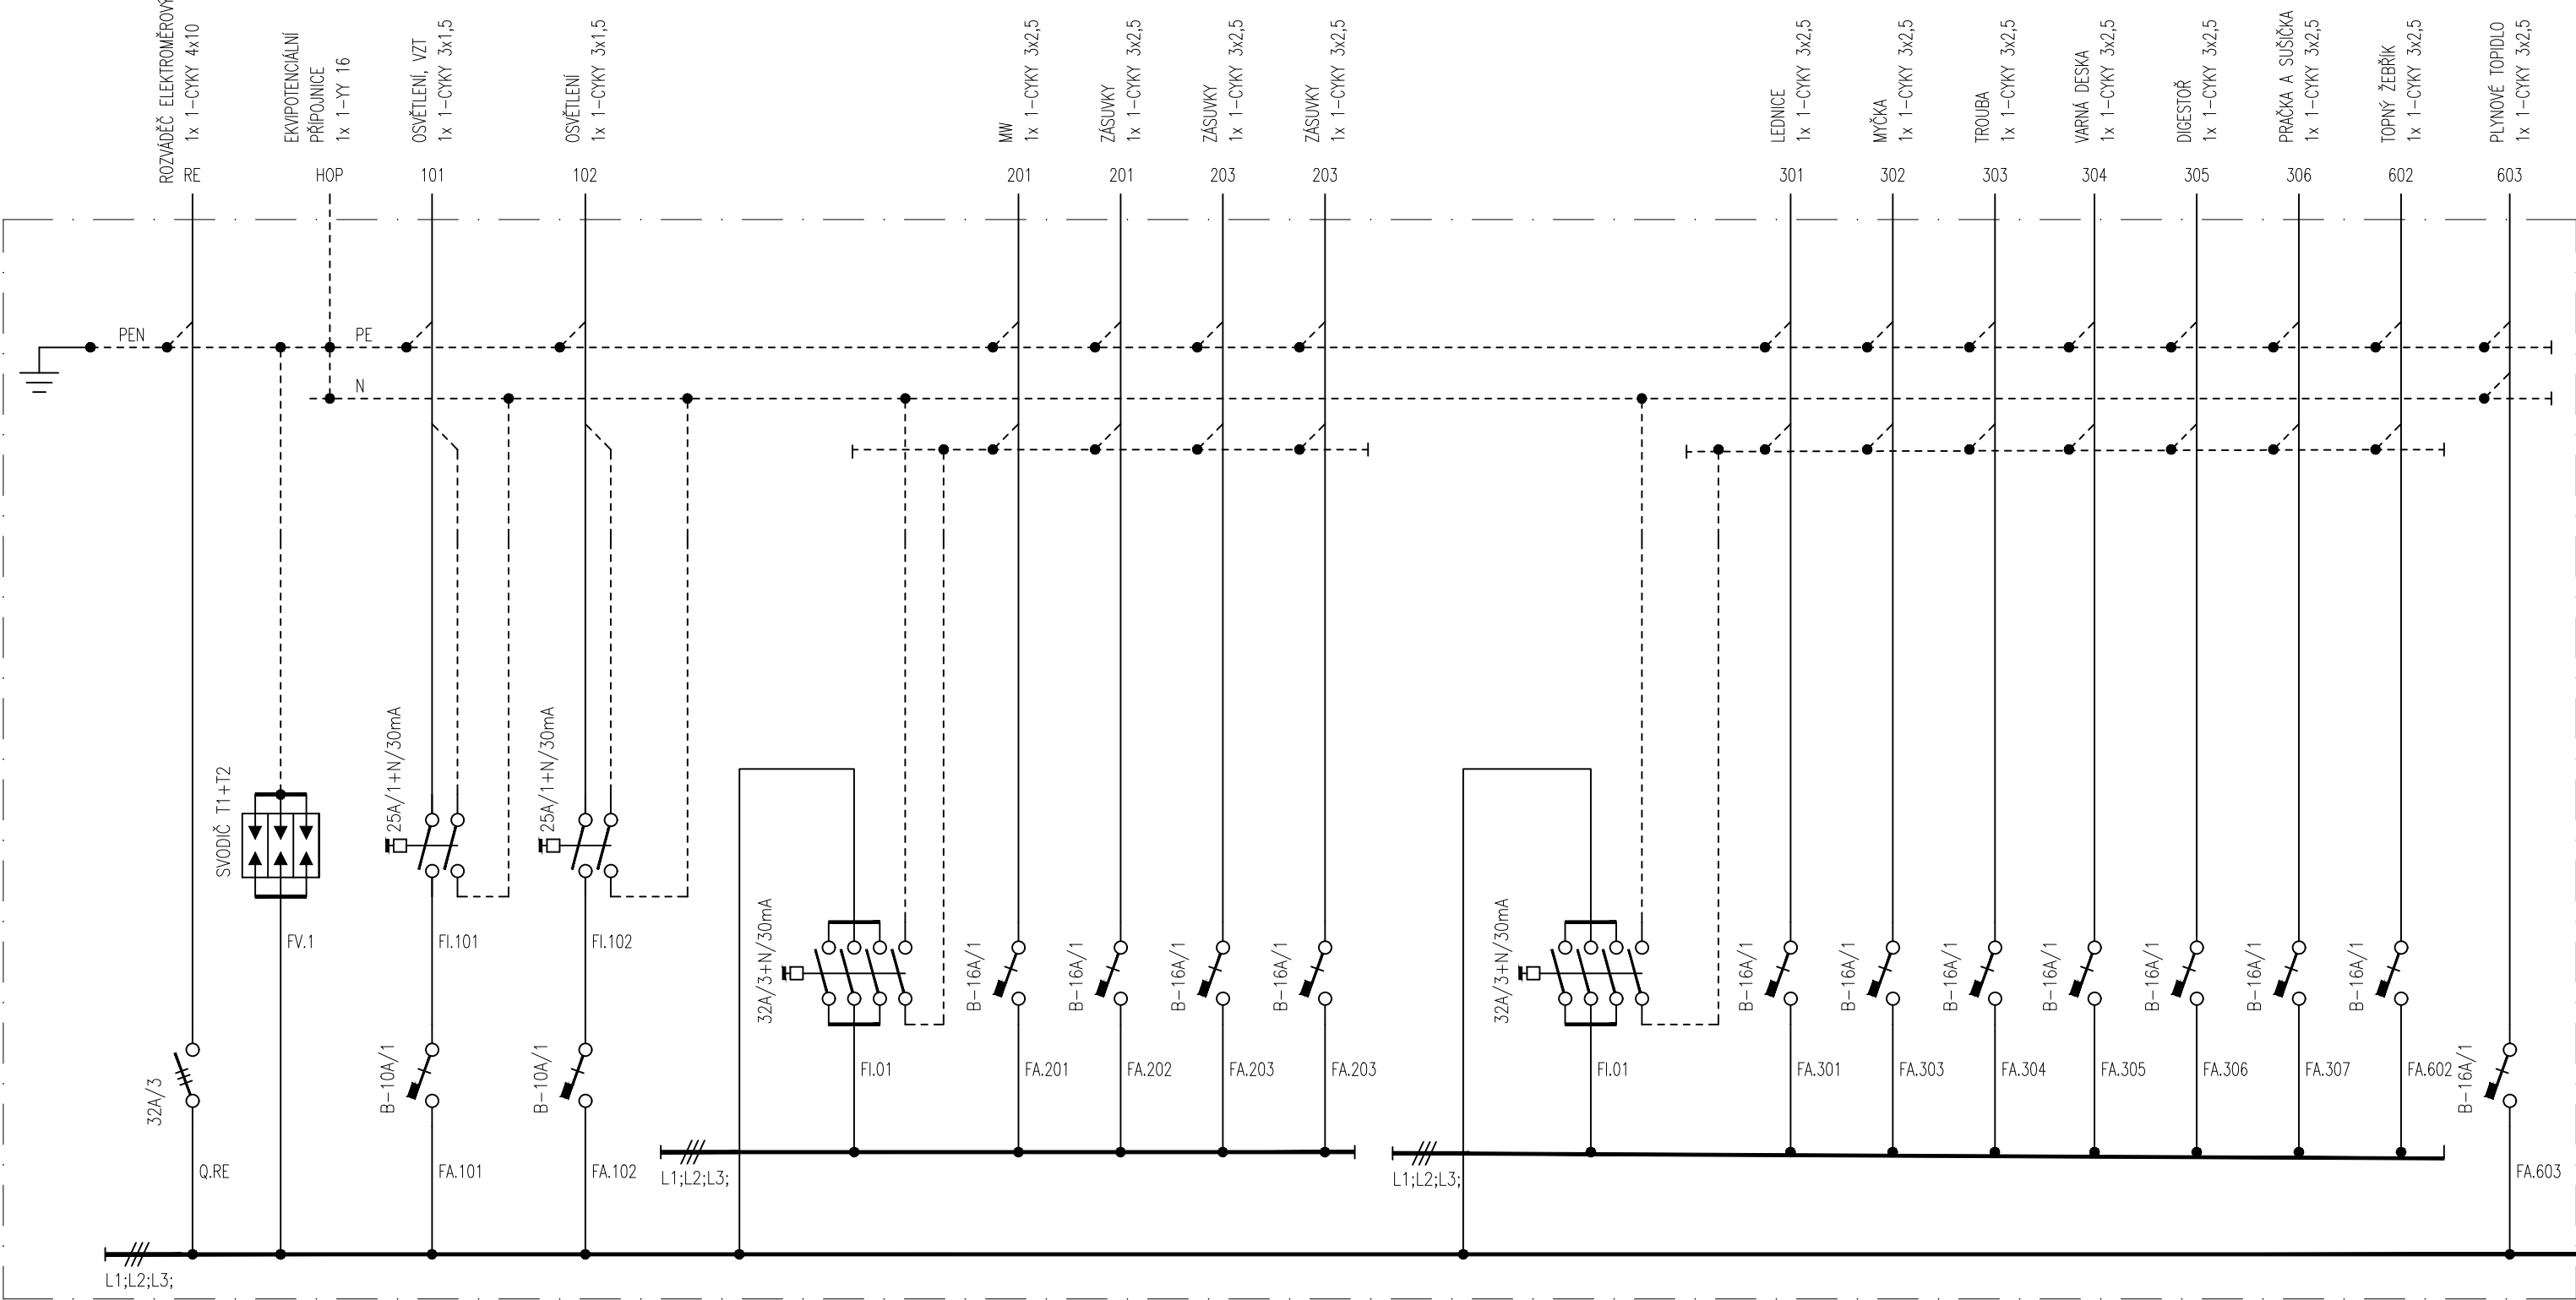 ROZVÁDĚČ ELEKTROMĚROVÝ
1x 1-CYKY 4x10
RE
EKVIPOTENCIÁLNÍ
PŘÍPOJNICE
1x 1-YY 16
HOP
OSVĚTLENÍ, VZT
1x 1-CYKY 3x1,5
101
OSVĚTLENÍ
1x 1-CYKY 3x1,5
102
MW
1x 1-CYKY 3x2,5
201
ZÁSUVKY
1x 1-CYKY 3x2,5
201
ZÁSUVKY
1x 1-CYKY 3x2,5
203
ZÁSUVKY
1x 1-CYKY 3x2,5
203
LEDNICE
1x 1-CYKY 3x2,5
301
MYČKA
1x 1-CYKY 3x2,5
302
TROUBA
1x 1-CYKY 3x2,5
303
VARNÁ DESKA
1x 1-CYKY 3x2,5
304
DIGESTOŘ
1x 1-CYKY 3x2,5
305
PRAČKA A SUŠIČKA
1x 1-CYKY 3x2,5
306
TOPNÝ ŽEBŘÍK
1x 1-CYKY 3x2,5
602
PLYNOVÉ TOPIDLO
1x 1-CYKY 3x2,5
603
PEN
PE
N
SVODIČ T1+T2
25A/1+N/30mA
25A/1+N/30mA
FV.1
FI.101
FI.102
32A/3+N/30mA
B-16A/1
B-16A/1
B-16A/1
B-16A/1
32A/3+N/30mA
B-16A/1
B-16A/1
B-16A/1
B-16A/1
B-16A/1
B-16A/1
B-16A/1
32A/3
B-10A/1
B-10A/1
FI.01
FA.201
FA.202
FA.203
FA.203
FI.01
FA.301
FA.303
FA.304
FA.305
FA.306
FA.307
FA.602
B-16A/1
Q.RE
FA.101
FA.102
L1;L2;L3;
L1;L2;L3;
FA.603
L1;L2;L3;